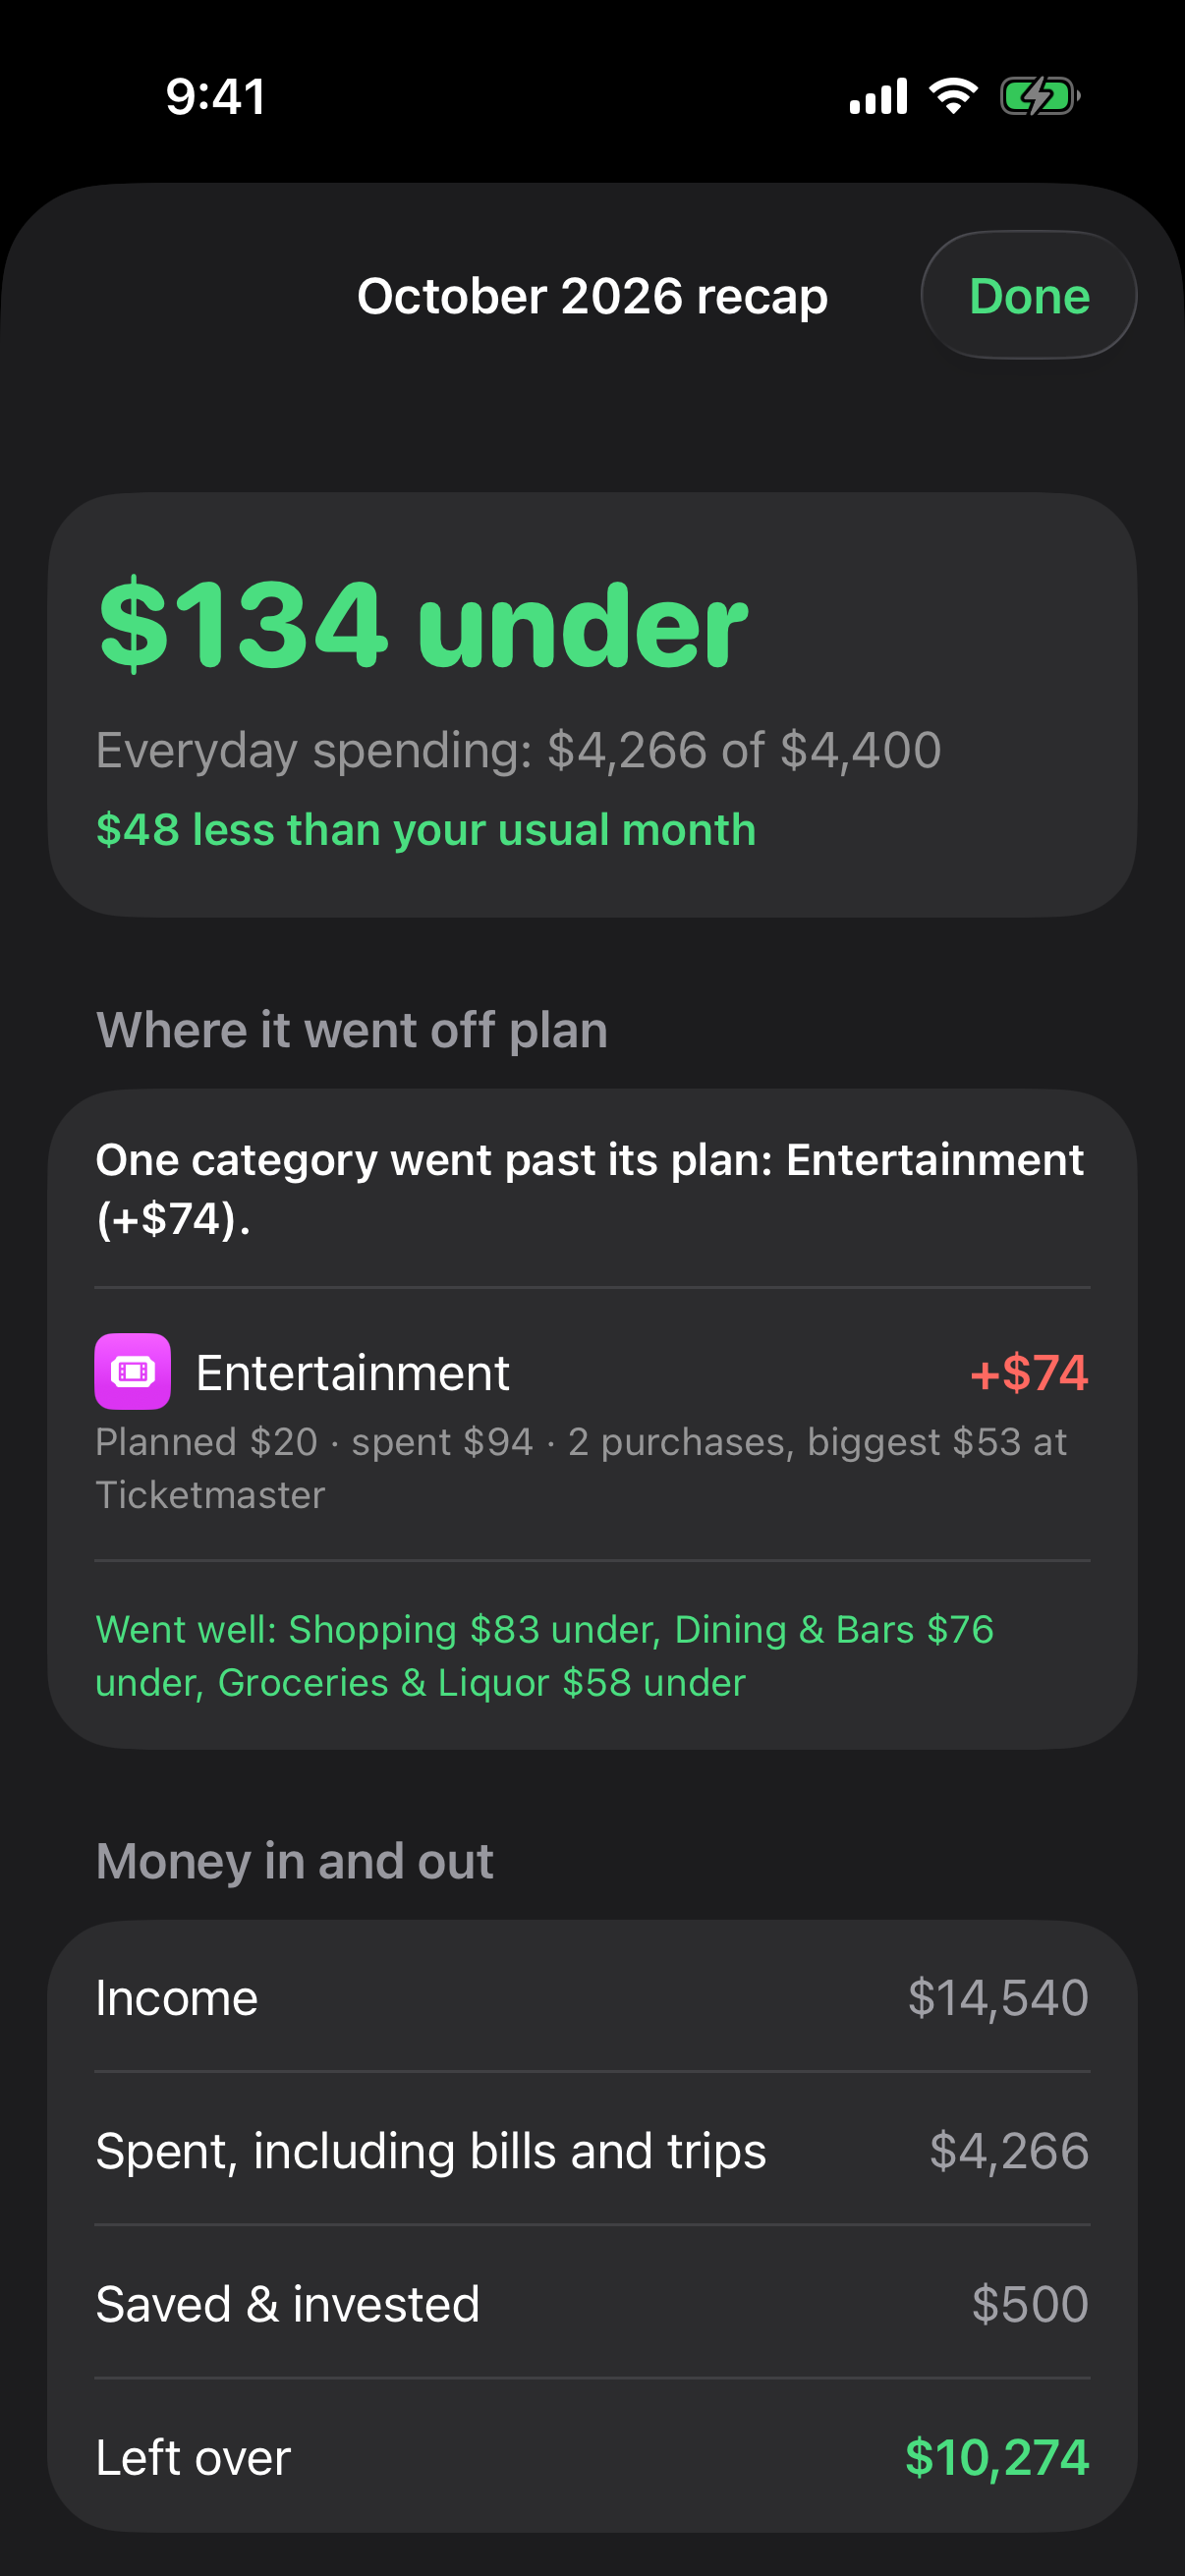 9:41
October 2026 recap
Done
$134 under
Everyday spending: $4,266 of $4,400
$48 less than your usual month
Where it went off plan
One category went past its plan: Entertainment
(+$74).
Entertainment
+$74
Planned $20 · spent $94 · 2 purchases, biggest $53 at
Ticketmaster
Went well: Shopping $83 under, Dining & Bars $76
under, Groceries & Liquor $58 under
Money in and out
Income
$14,540
Spent, including bills and trips
$4,266
Saved & invested
$500
Left over
$10,274